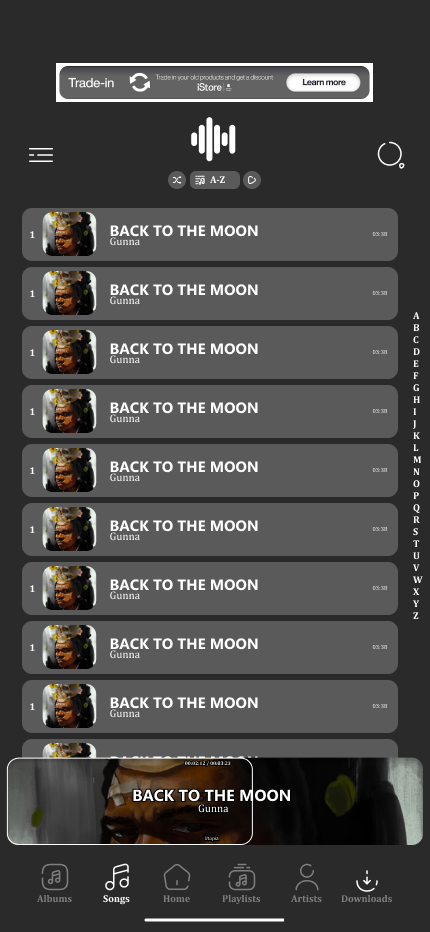 Trade-in
Trade in your old products and get a discount
iStore
Learn more
A-Z
1
BACK TO THE MOON
Gunna
03:30
1
BACK TO THE MOON
Gunna
03:30
1
BACK TO THE MOON
Gunna
03:30
1
BACK TO THE MOON
Gunna
03:30
1
BACK TO THE MOON
Gunna
03:30
1
BACK TO THE MOON
Gunna
03:30
1
BACK TO THE MOON
Gunna
03:30
1
BACK TO THE MOON
Gunna
03:30
1
BACK TO THE MOON
Gunna
03:30
BACK TO THE MOON
A
B
C
D
E
F
G
H
I
J
K
L
M
N
O
P
Q
R
S
T
U
V
W
X
Y
Z
00:02:12 / 00:03:23
BACK TO THE MOON
Gunna
Utopia
Albums
Songs
Home
Playlists
Artists
Downloads